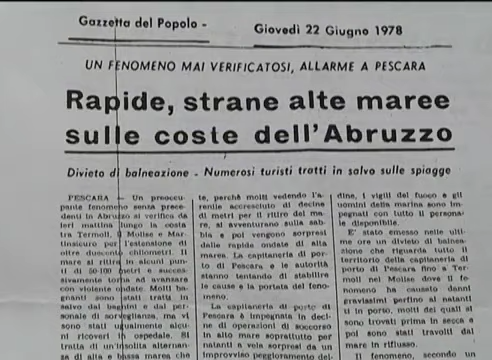 Gazzetta del Popolo -
Giovedì 22 Giugno 1978
UN FENOMENO MAI VERIFICATOSI, ALLARME A PESCARA
Rapide, strane alte maree
sulle coste dell'Abruzzo
Divieto di balneazione - Numerosi turisti tratti in salvo sulle spiagge
PESCARA — Un preoccu-
pante fenomeno senza prece-
denti in Abruzzo si verifica da
ieri mattina lungo la costa
tra Termoli, Molise e Mar-
tinsicuro per l'estensione di
oltre duecento chilometri. Il
mare si ritira in alcuni pun-
ti di 50-100 metri e succes-
sivamente torna ad avanzare
con violente ondate. Molti ba-
gnanti sono stati tratti in
salvo dai bagnini e dal per-
sonale di sorveglianza, ma vi
sono stati ugualmente alcu-
ni ricoveri in ospedale. Si
tratta di un'insolita alternan-
za di alta e bassa marea che
te, perchè molti vedendo l'a-
renile accresciuto di decine
di metri per il ritiro del ma-
re, si avventurano sulla sab-
bia e poi vengono sorpresi
dalle rapide ondate di alta
marea. La capitaneria di por-
to di Pescara e le autorità
stanno tentando di stabilire
le cause e la portata del feno-
meno.
La capitaneria di porto di
Pescara è impegnata in deci-
ne di operazioni di soccorso
in alto mare soprattutto per
natanti a vela sorpresi da un
improvviso peggioramento del-
dine, i vigili del fuoco e gli
uomini della marina sono im-
pegnati con tutto il persona-
le disponibile.
E' stato emesso nelle ulti-
me ore un divieto di balnea-
zione che riguarda tutto il
territorio della capitaneria di
porto di Pescara fino a Ter-
moli nel Molise dove il fe-
nomeno ha causato danni
gravissimi perfino ai natanti
in porto, molti dei quali si
sono trovati prima in secca e
poi sono stati travolti dal
mare in riflusso.
Il fenomeno, secondo un